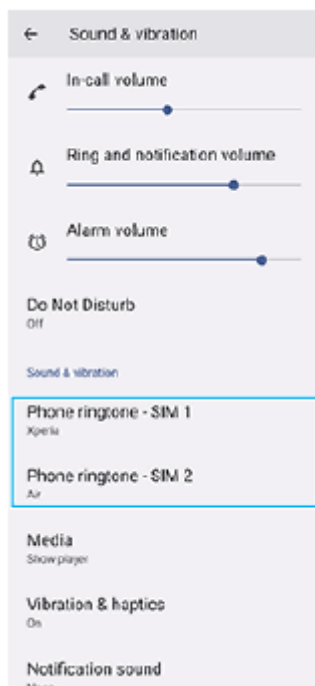 Sound & vibration
In-call volume
Ring and notification volume
Alarm volume
Do Not Disturb
Off
Sound & vibration
Phone ringtone - SIM 1
Xperia
Phone ringtone - SIM 2
Air
Media
Show player
Vibration & haptics
On
Notification sound